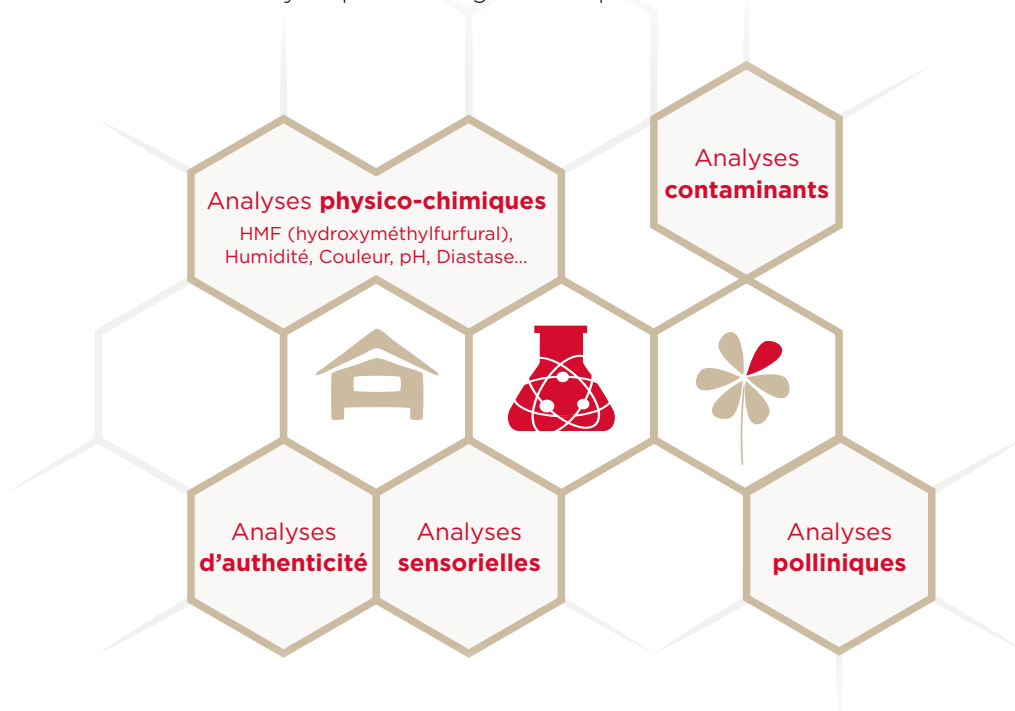 Analyses
contaminants
Analyses physico-chimiques
HMF (hydroxyméthylfurfural),
Humidité, Couleur, pH, Diastase...
Analyses
d’authenticité
Analyses
sensorielles
Analyses
polliniques